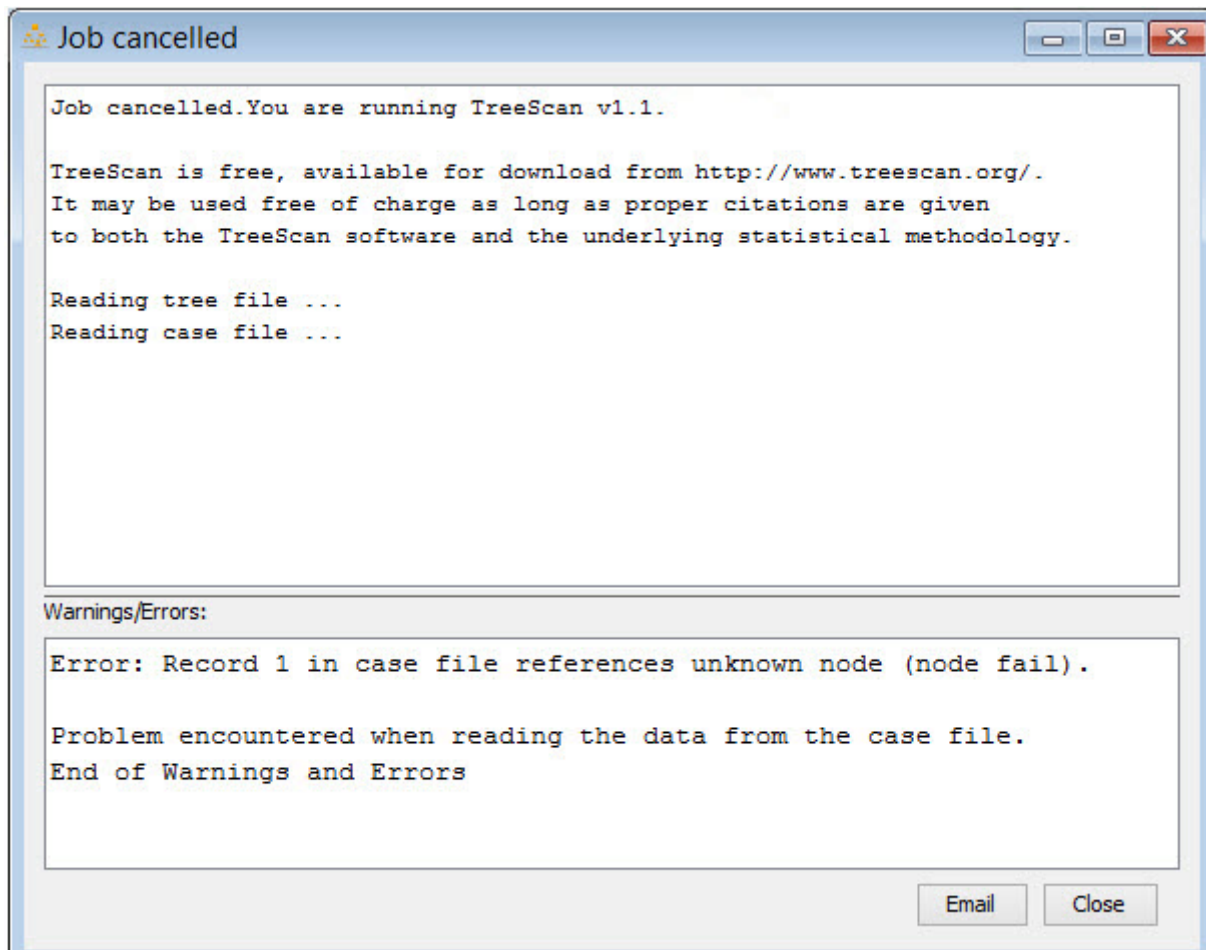 Job cancelled
Job cancelled.You are running TreeScan v1.1.
TreeScan is free, available for download from http://www.treescan.org/.
It may be used free of charge as long as proper citations are given
to both the TreeScan software and the underlying statistical methodology.
Reading tree file ...
Reading case file ...
Warnings/Errors:
Error: Record 1 in case file references unknown node (node fail).
Problem encountered when reading the data from the case file.
End of Warnings and Errors
Email Close